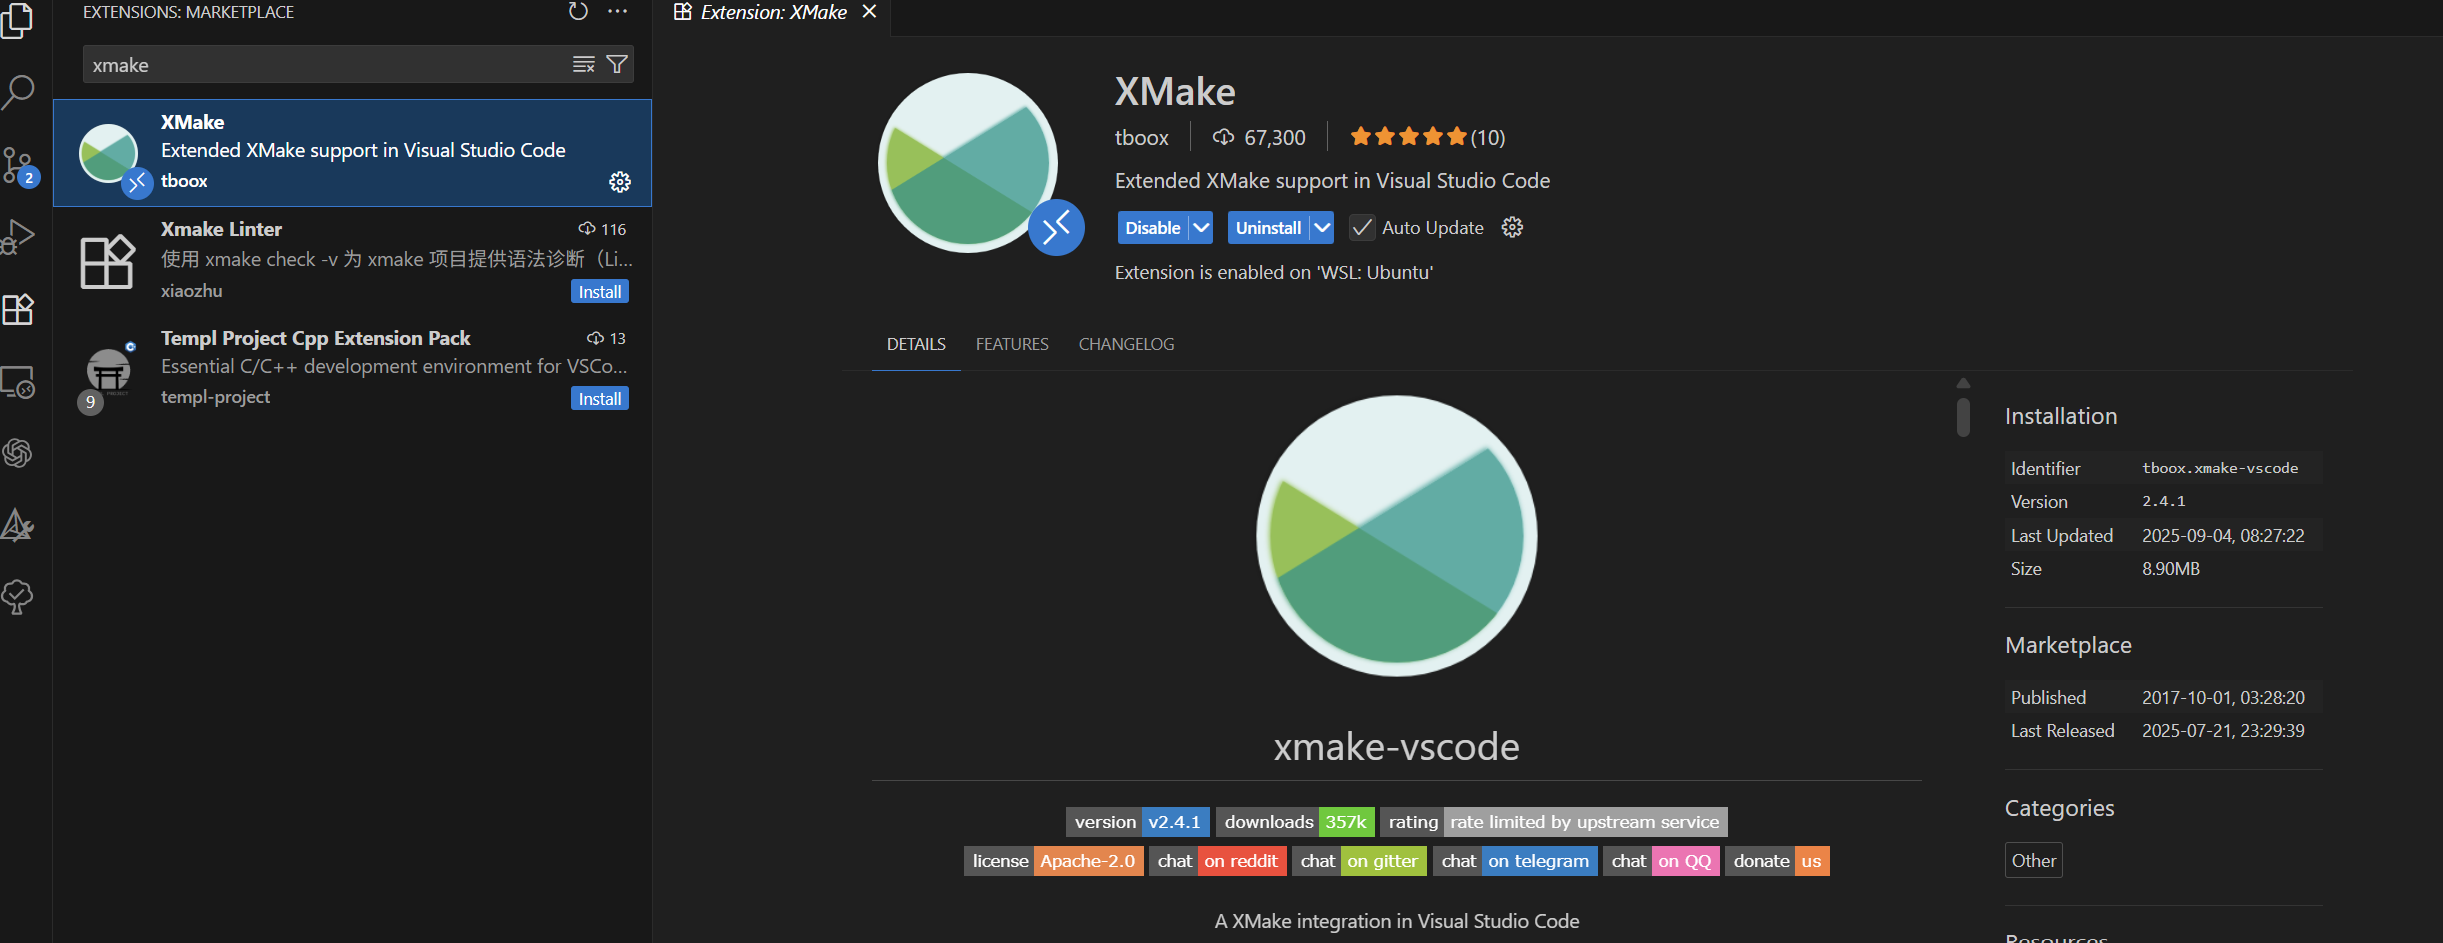 EXTENSIONS: MARKETPLACE
xmake
XMake
Extended XMake support in Visual Studio Code
tboox
Xmake Linter
116
使用 xmake check -v 为 xmake 项目提供语法诊断（Li...
xiaozhu
Install
Templ Project Cpp Extension Pack
13
Essential C/C++ development environment for VSCo...
templ-project
Install
9
2
Extension: XMake
XMake
tboox
67,300
(10)
Extended XMake support in Visual Studio Code
Disable
Uninstall
Auto Update
Extension is enabled on 'WSL: Ubuntu'
DETAILS
FEATURES
CHANGELOG
xmake-vscode
version v2.4.1 downloads 357k rating rate limited by upstream service
license Apache-2.0 chat on reddit chat on gitter chat on telegram chat on QQ donate us
A XMake integration in Visual Studio Code
Installation
Identifier tboox.xmake-vscode
Version 2.4.1
Last Updated 2025-09-04, 08:27:22
Size 8.90MB
Marketplace
Published 2017-10-01, 03:28:20
Last Released 2025-07-21, 23:29:39
Categories
Other
Resources